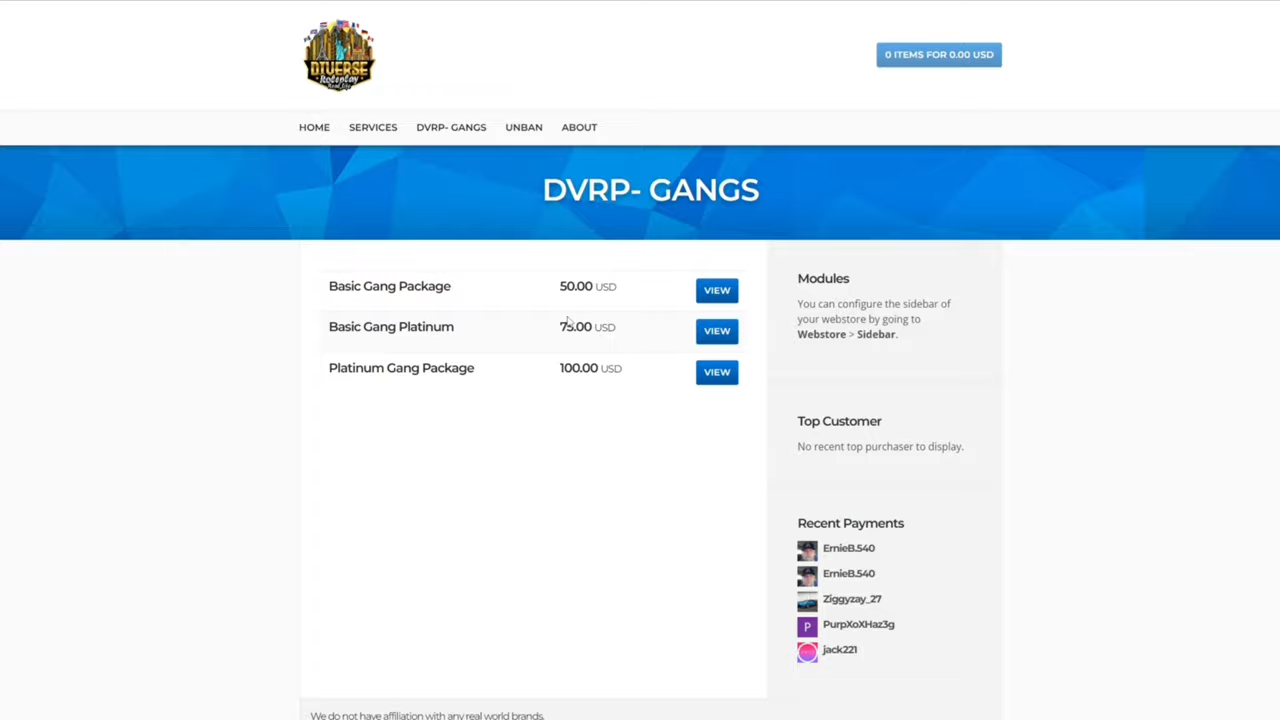 DIVERSE
Roleplay
0 ITEMS FOR 0.00 USD
HOME SERVICES DVRP- GANGS UNBAN ABOUT
DVRP- GANGS
Basic Gang Package 50.00 USD VIEW
Basic Gang Platinum 75.00 USD VIEW
Platinum Gang Package 100.00 USD VIEW
Modules
You can configure the sidebar of
your webstore by going to
Webstore > Sidebar.
Top Customer
No recent top purchaser to display.
Recent Payments
ErnieB.540
ErnieB.540
Ziggyzay_27
P PurpXoXHaz3g
jack221
We do not have affiliation with any real world brands.